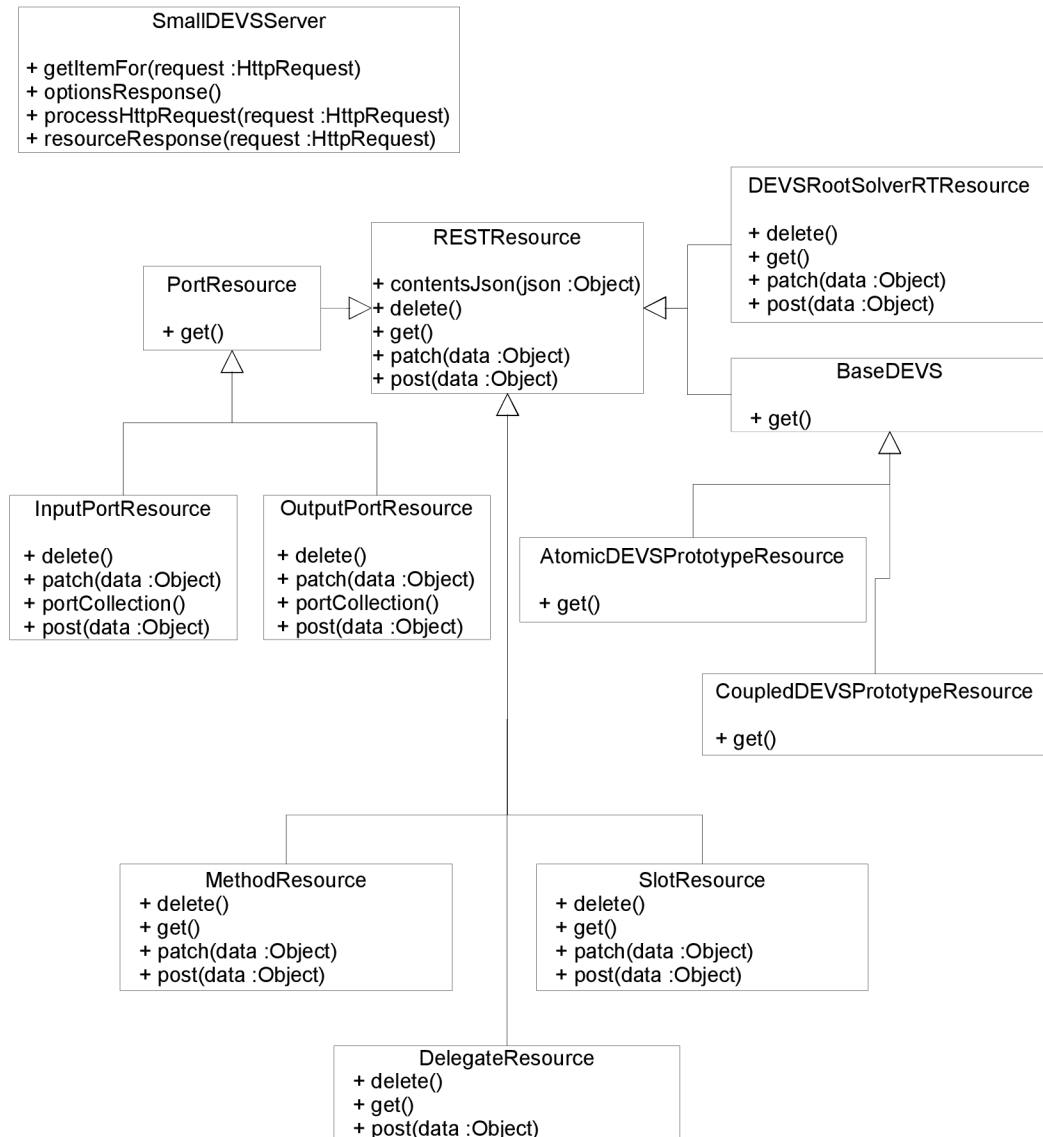 SmallDEVSServer
+ getItemFor(request :HttpRequest)
+ optionsResponse()
+ processHttpRequest(request :HttpRequest)
+ resourceResponse(request :HttpRequest)
DEVSRootSolverRTResource
+ delete()
+ get()
+ patch(data :Object)
+ post(data :Object)
RESTResource
+ contentsJson(json :Object)
+ delete()
+ get()
+ patch(data :Object)
+ post(data :Object)
PortResource
+ get()
BaseDEVS
+ get()
InputPortResource
+ delete()
+ patch(data :Object)
+ portCollection()
+ post(data :Object)
OutputPortResource
+ delete()
+ patch(data :Object)
+ portCollection()
+ post(data :Object)
AtomicDEVSPrototypeResource
+ get()
CoupledDEVSPrototypeResource
+ get()
MethodResource
+ delete()
+ get()
+ patch(data :Object)
+ post(data :Object)
SlotResource
+ delete()
+ get()
+ patch(data :Object)
+ post(data :Object)
DelegateResource
+ delete()
+ get()
+ post(data :Object)